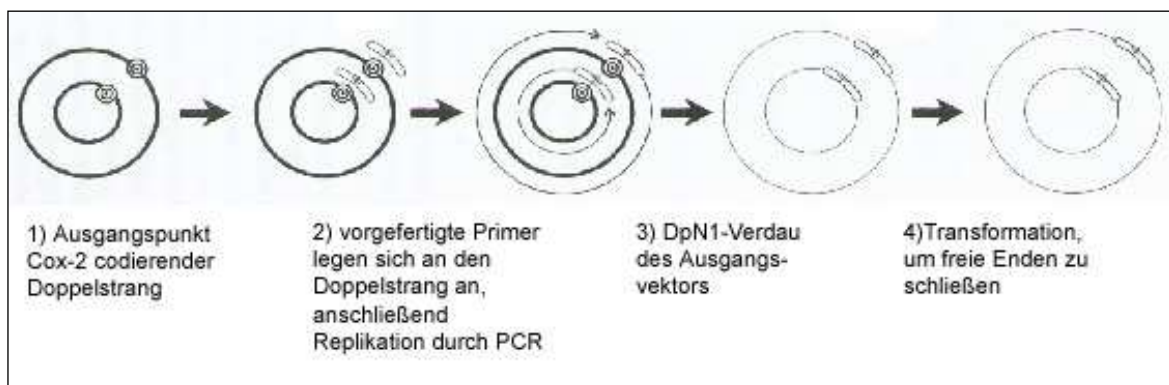 1) Ausgangspunkt
Cox-2 codierender
Doppelstrang
2) vorgefertigte Primer
legen sich an den
Doppelstrang an,
anschließend
Replikation durch PCR
3) DpN1-Verdau
des Ausgangs-
vektors
4)Transformation,
um freie Enden zu
schließen